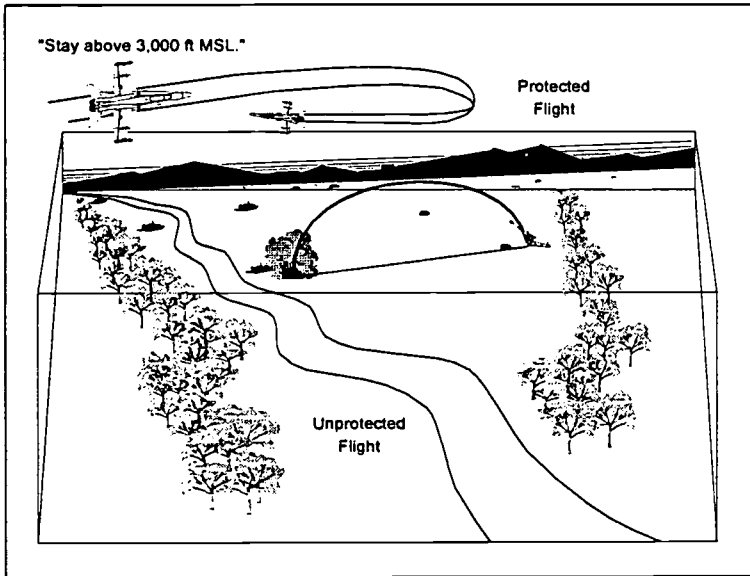 "Stay above 3,000 ft MSL."
Protected
Flight
Unprotected
Flight